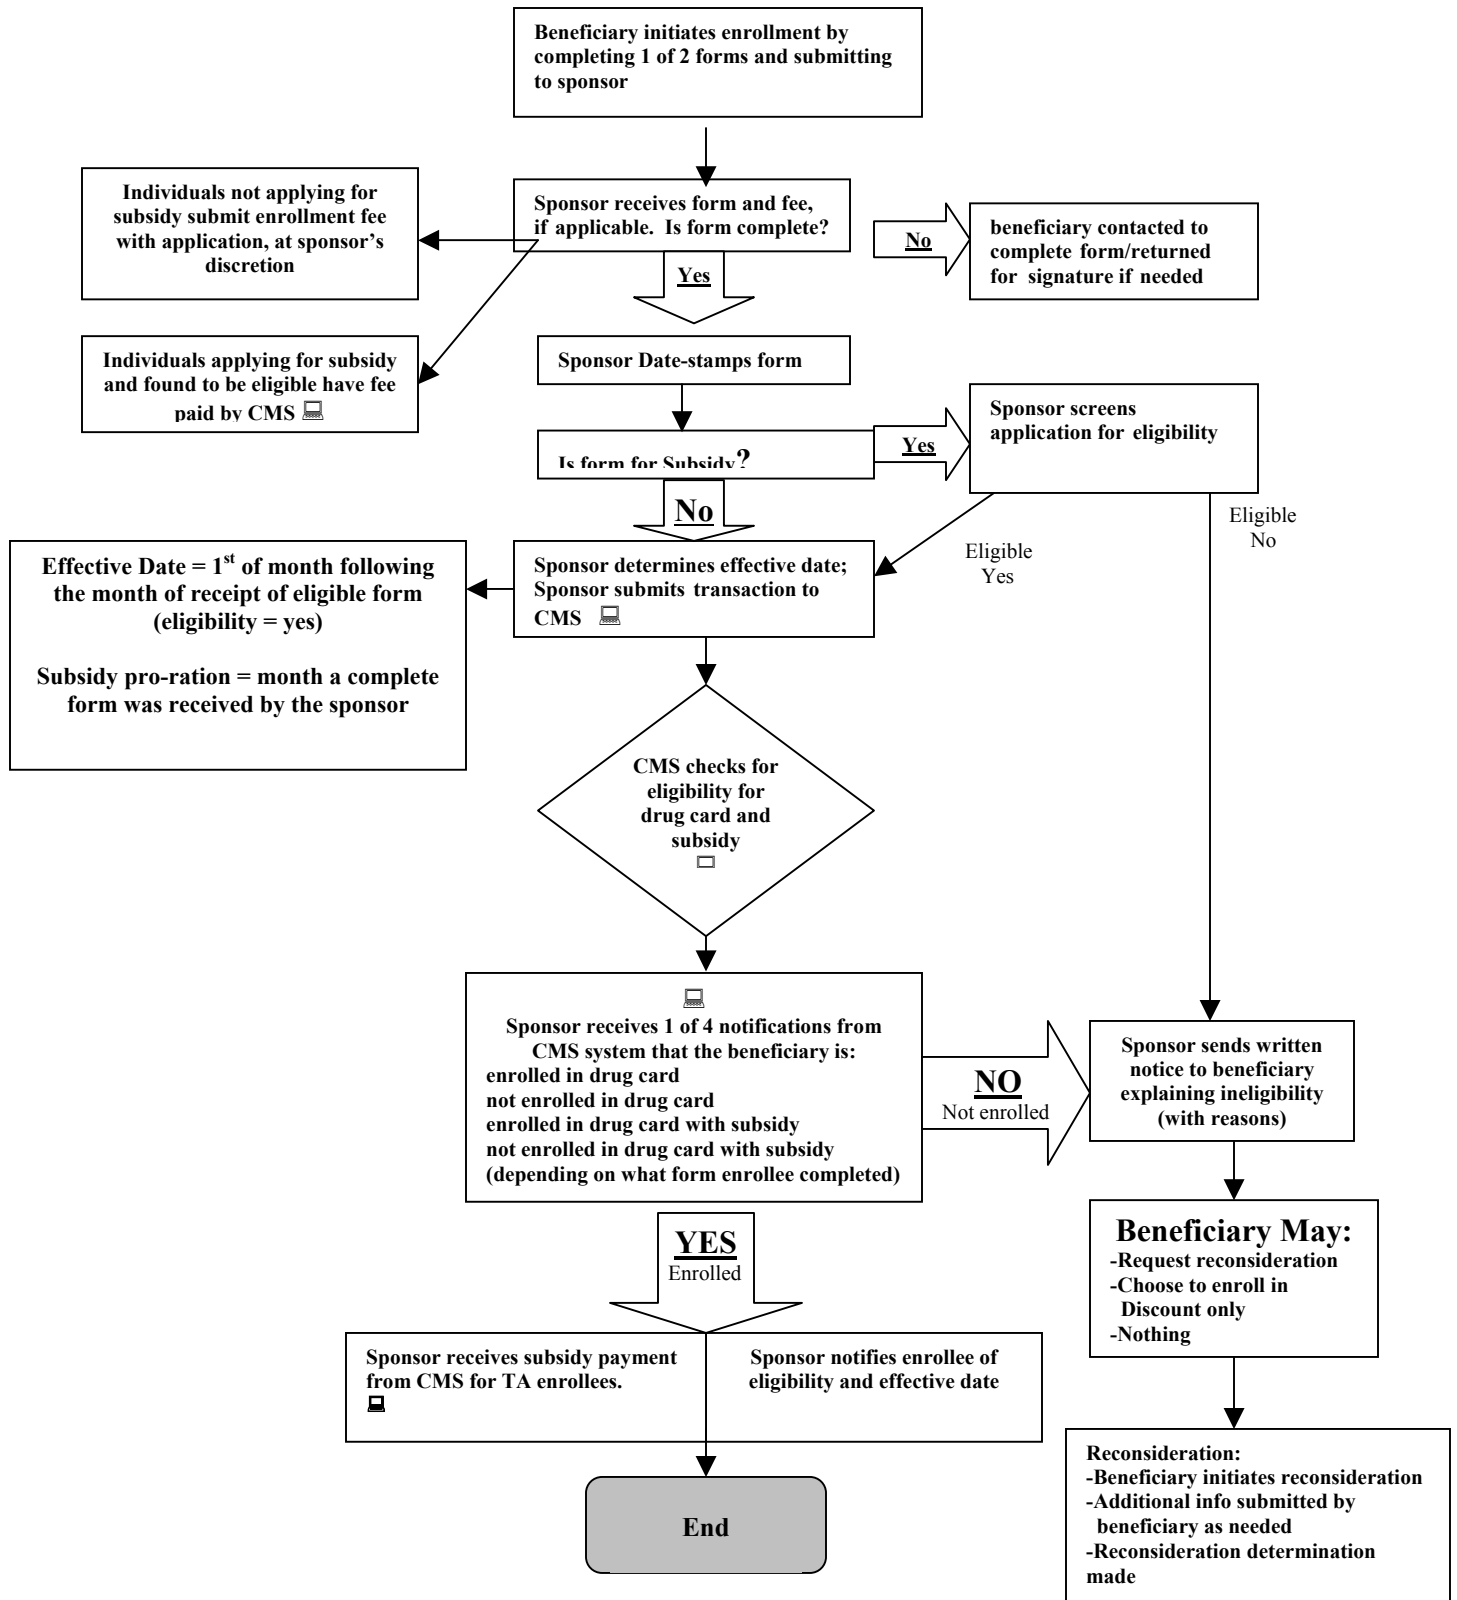 Beneficiary initiates enrollment by
completing 1 of 2 forms and submitting
to sponsor
Individuals not applying for
subsidy submit enrollment fee
with application, at sponsor's
discretion
Sponsor receives form and fee,
if applicable. Is form complete?
No
beneficiary contacted to
complete form/returned
for signature if needed
Yes
Individuals applying for subsidy
and found to be eligible have fee
paid by CMS
Sponsor Date-stamps form
Is form for Subsidy?
Yes
Sponsor screens
application for eligibility
No
Eligible
Yes
Eligible
No
Effective Date = 1st of month following
the month of receipt of eligible form
(eligibility = yes)
Subsidy pro-ration = month a complete
form was received by the sponsor
Sponsor determines effective date;
Sponsor submits transaction to
CMS
CMS checks for
eligibility for
drug card and
subsidy
Sponsor receives 1 of 4 notifications from
CMS system that the beneficiary is:
enrolled in drug card
not enrolled in drug card
enrolled in drug card with subsidy
not enrolled in drug card with subsidy
(depending on what form enrollee completed)
NO
Not enrolled
Sponsor sends written
notice to beneficiary
explaining ineligibility
(with reasons)
YES
Enrolled
Beneficiary May:
-Request reconsideration
-Choose to enroll in
Discount only
-Nothing
Sponsor receives subsidy payment
from CMS for TA enrollees.
Sponsor notifies enrollee of
eligibility and effective date
Reconsideration:
-Beneficiary initiates reconsideration
-Additional info submitted by
beneficiary as needed
-Reconsideration determination
made
End